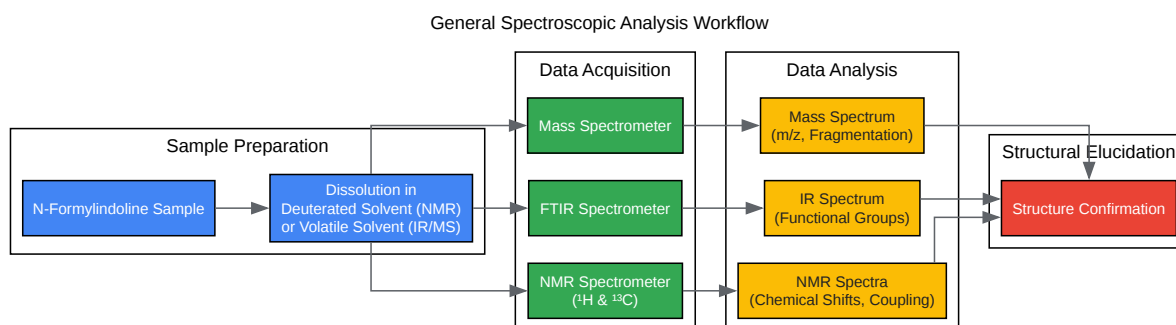 General Spectroscopic Analysis Workflow
Sample Preparation
N-Formylindoline Sample
Dissolution in
Deuterated Solvent (NMR)
or Volatile Solvent (IR/MS)
Data Acquisition
Mass Spectrometer
FTIR Spectrometer
NMR Spectrometer
(¹H & ¹³C)
Data Analysis
Mass Spectrum
(m/z, Fragmentation)
IR Spectrum
(Functional Groups)
NMR Spectra
(Chemical Shifts, Coupling)
Structural Elucidation
Structure Confirmation